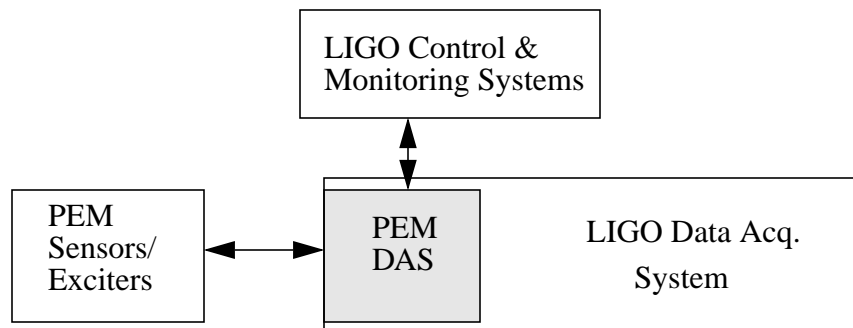 LIGO Control &
Monitoring Systems
PEM
Sensors/
Exciters
PEM
DAS
LIGO Data Acq.
System